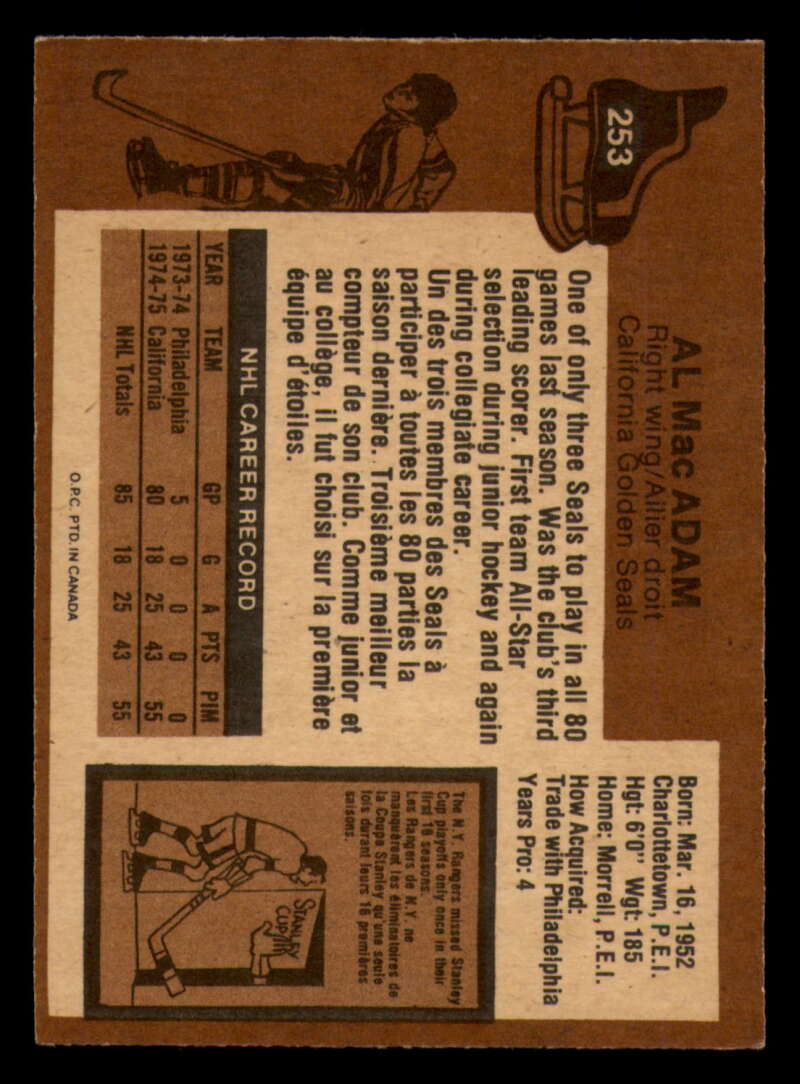 253
AL MacADAM
Right wing/Ailier droit
California Golden Seals
Born: Mar. 16, 1952
Charlottetown, P.E.I.
Hgt: 6'0" Wgt: 185
Home: Morrell, P.E.I.
How Acquired:
Trade with Philadelphia
Years Pro: 4
One of only three Seals to play in all 80
games last season. Was the club's third
leading scorer. First team All-Star
selection during junior hockey and again
during collegiate career.
Un des trois membres des Seals à
participer à toutes les 80 parties la
saison dernière. Troisième meilleur
compteur de son club. Comme junior et
au collège, il fut choisi sur la première
équipe d'étoiles.
NHL CAREER RECORD
YEAR TEAM GP G A PTS PIM
1973-74 Philadelphia 5 0 0 0 0
1974-75 California 80 18 25 43 55
NHL Totals 85 18 25 43 55
The N.Y. Rangers missed Stanley
Cup playoffs only once in their
first 16 seasons.
Les Rangers de N.Y. ne
manquèrent les éliminatoires de
la Coupe Stanley qu'une seule
fois durant leurs 16 premières
saisons.
STANLEY
CUP
O.P.C. PTD. IN CANADA